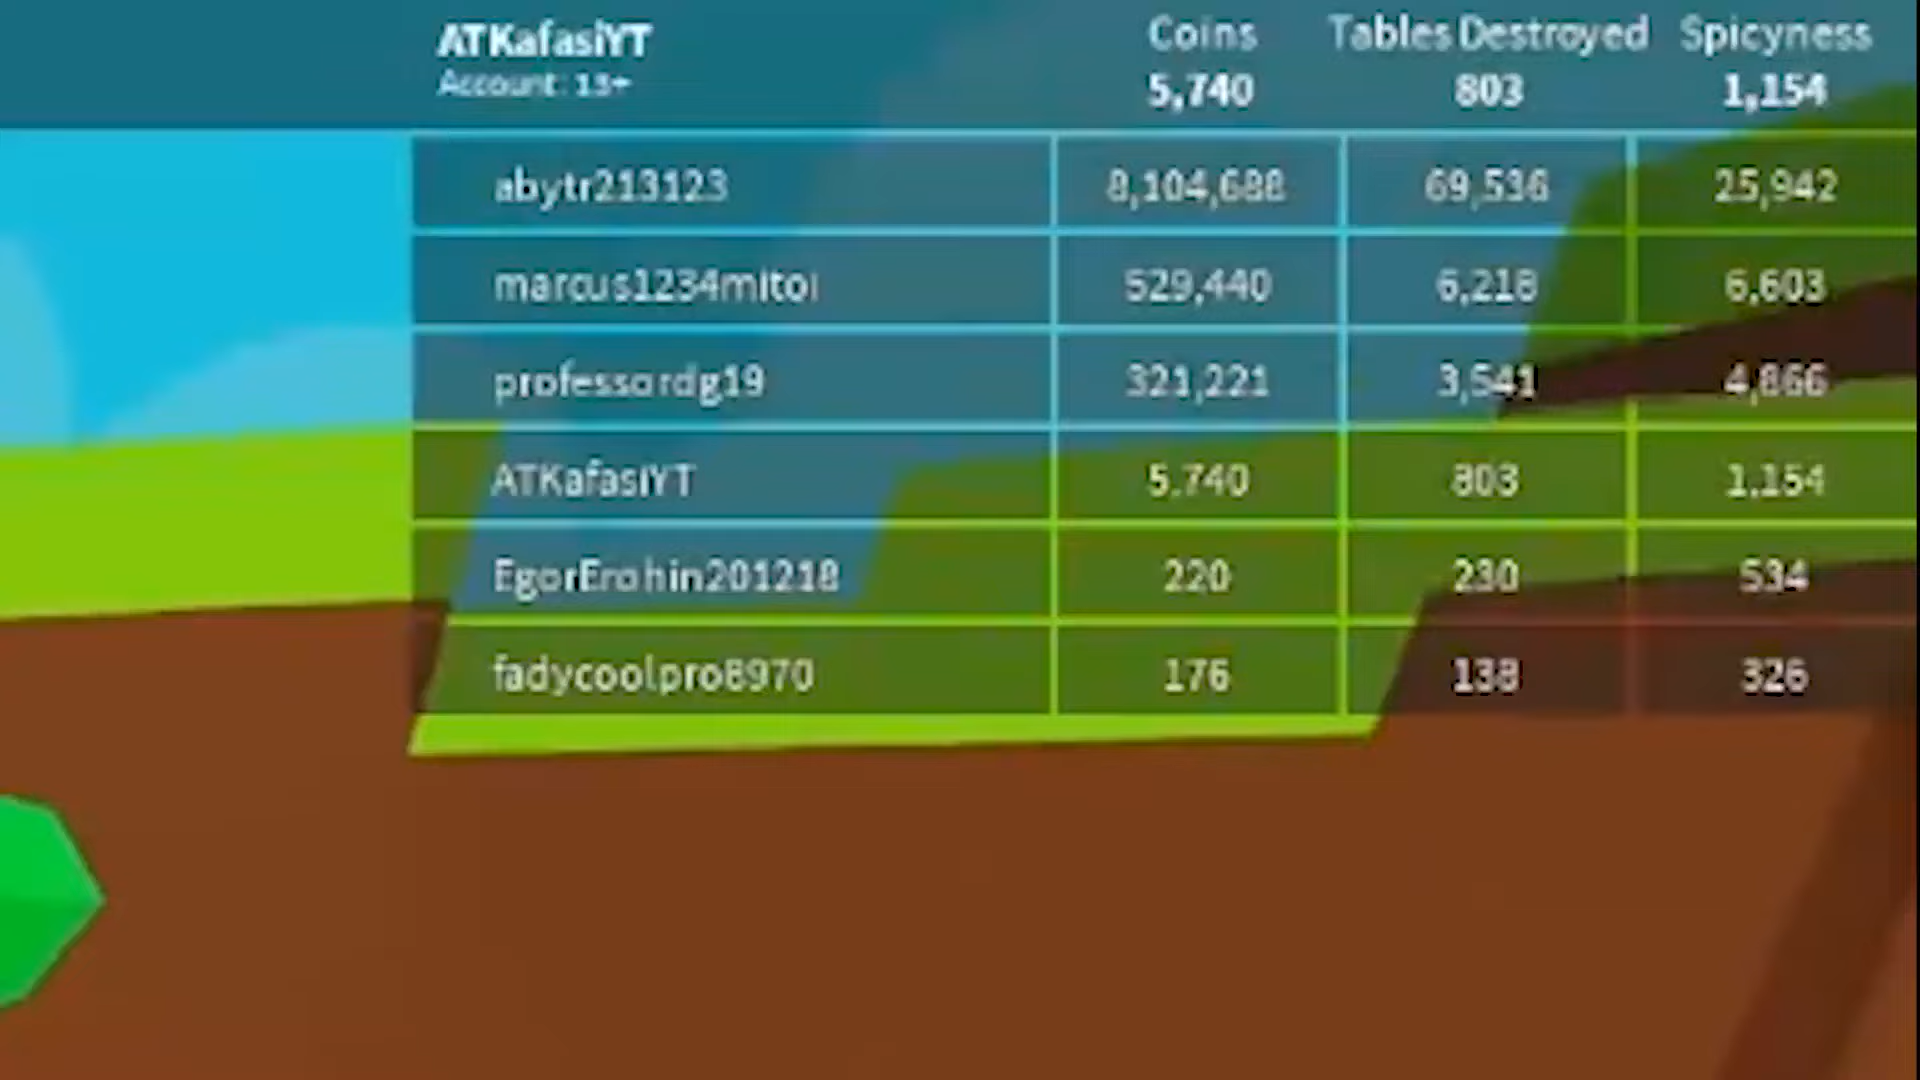 ATKafasiYT Coins Tables Destroyed Spicyness
Account: 13+ 5,740 803 1,154
abytr213123 8,104,688 69,536 25,942
marcus1234mitoi 529,440 6,218 6,603
professordg19 321,221 3,541 4,866
ATKafasiYT 5,740 803 1,154
EgorErohin201218 220 230 534
fadycoolpro8970 176 138 326